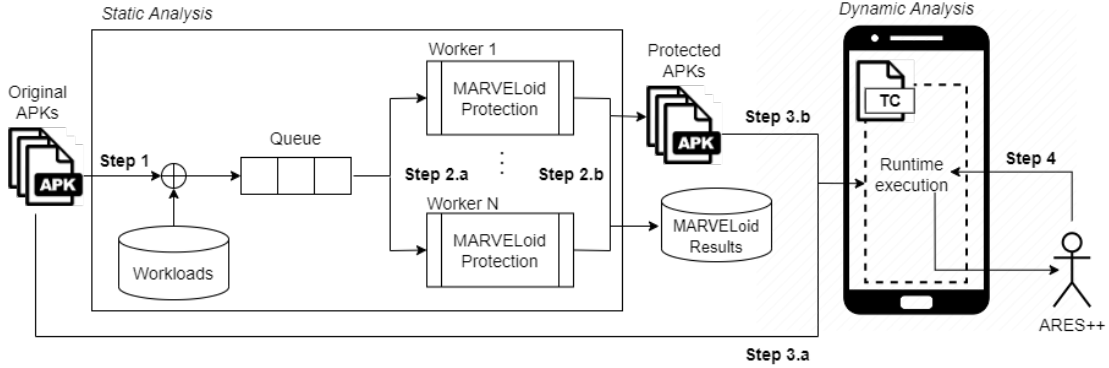 Static Analysis
Dynamic Analysis
Original
APKs
APK
Step 1
Workloads
Queue
Step 2.a
Worker 1
MARVELoid
Protection
Worker N
MARVELoid
Protection
Step 2.b
Protected
APKs
APK
MARVELoid
Results
Step 3.b
Step 3.a
TC
Runtime
execution
Step 4
ARES++